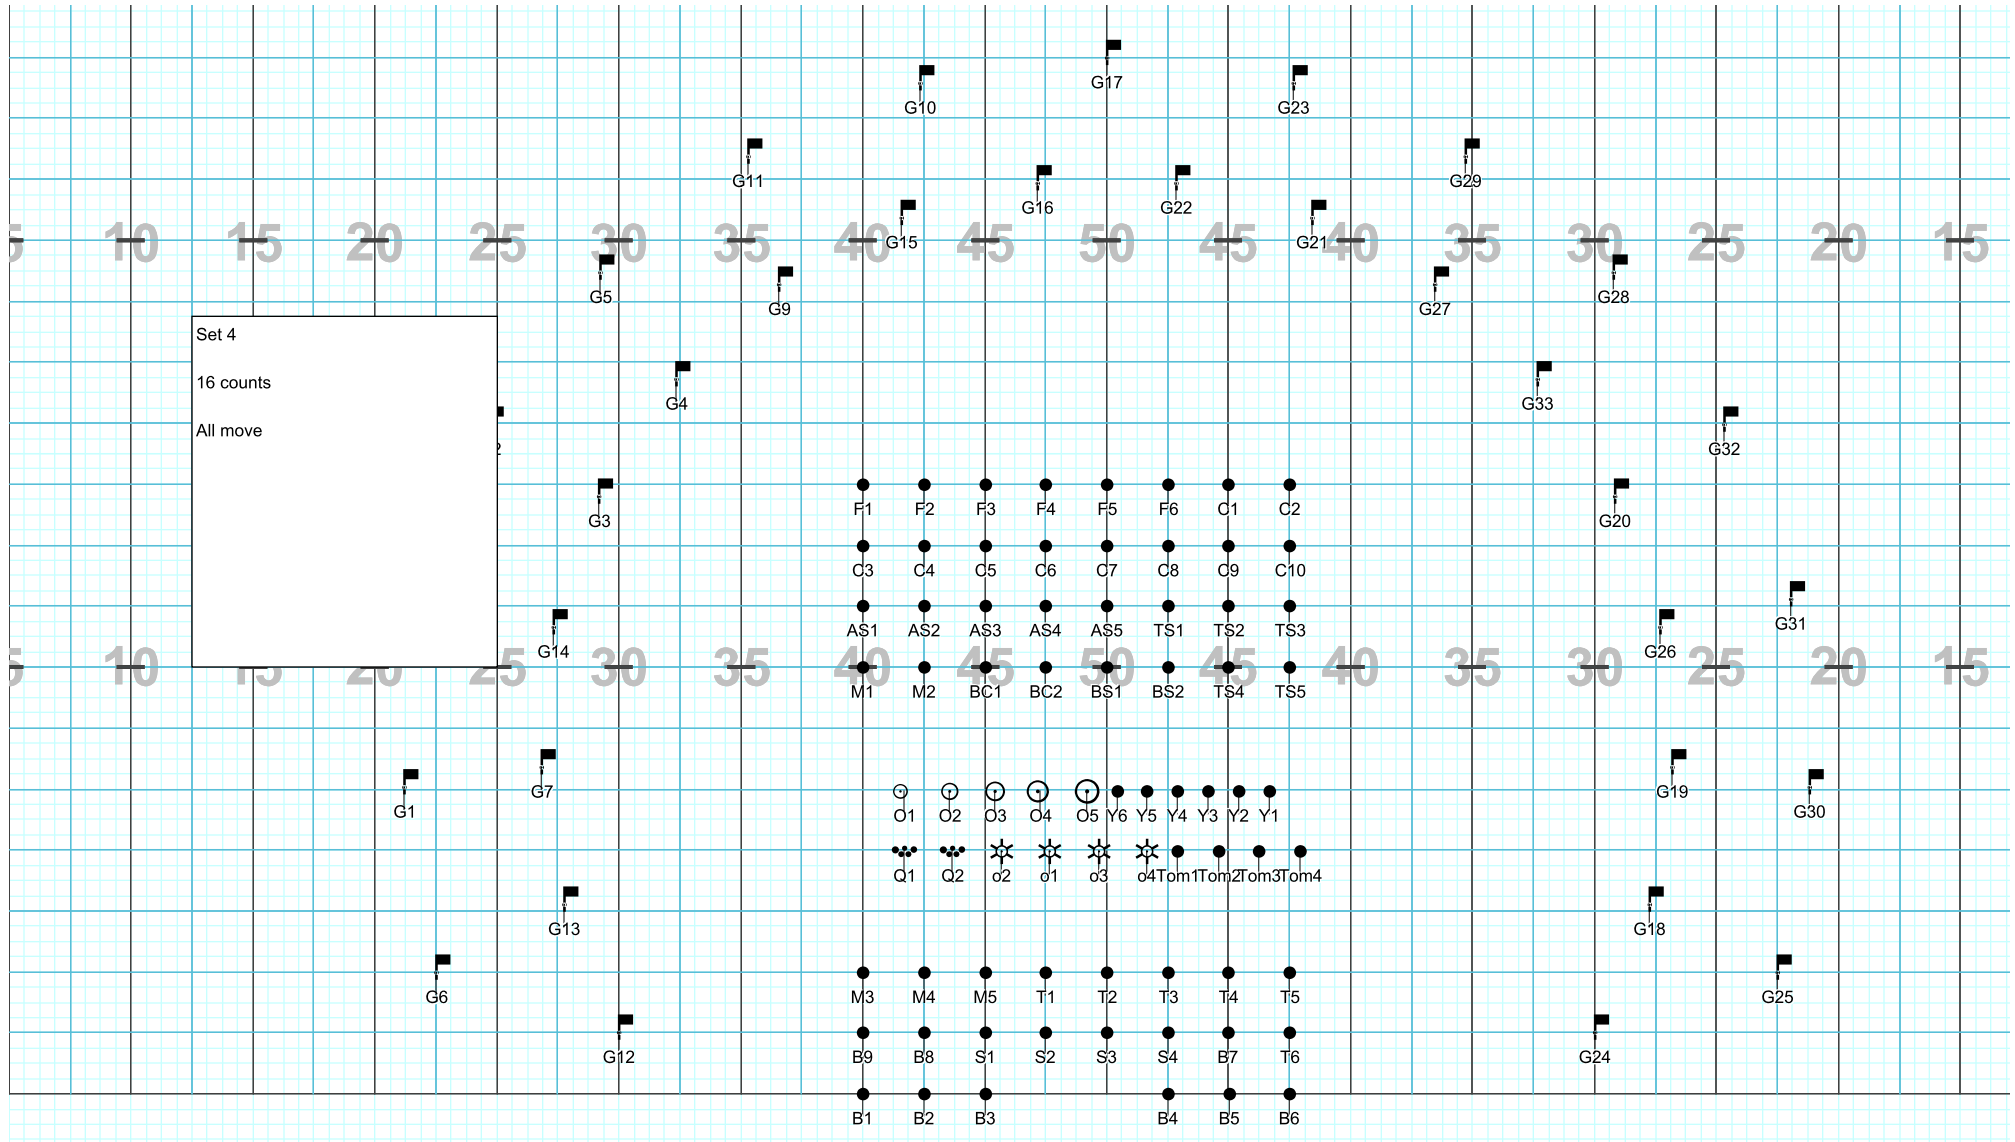 G17
G10 G23
G11 G29
G16 G22
G15 G21
5 10 15 20 25 30 35 40 45 50 45 40 35 30 25 20 15
G5 G28
G9 G27
Set 4
16 counts
All move
G4 G33
2 G32
F1 F2 F3 F4 F5 F6 C1 C2
G3 G20
C3 C4 C5 C6 C7 C8 C9 C10
AS1 AS2 AS3 AS4 AS5 TS1 TS2 TS3
G31
G14 G26
5 10 15 20 25 30 35 40 45 50 45 40 35 30 25 20 15
M1 M2 BC1 BC2 BS1 BS2 TS4 TS5
G7 G19
G1 G30
O1 O2 O3 O4 O5 Y6 Y5 Y4 Y3 Y2 Y1
Q1 Q2 o2 o1 o3 o4 Tom1 Tom2 Tom3 Tom4
G13 G18
G6 M3 M4 M5 T1 T2 T3 T4 T5 G25
G12 B9 B8 S1 S2 S3 S4 B7 T6 G24
B1 B2 B3 B4 B5 B6